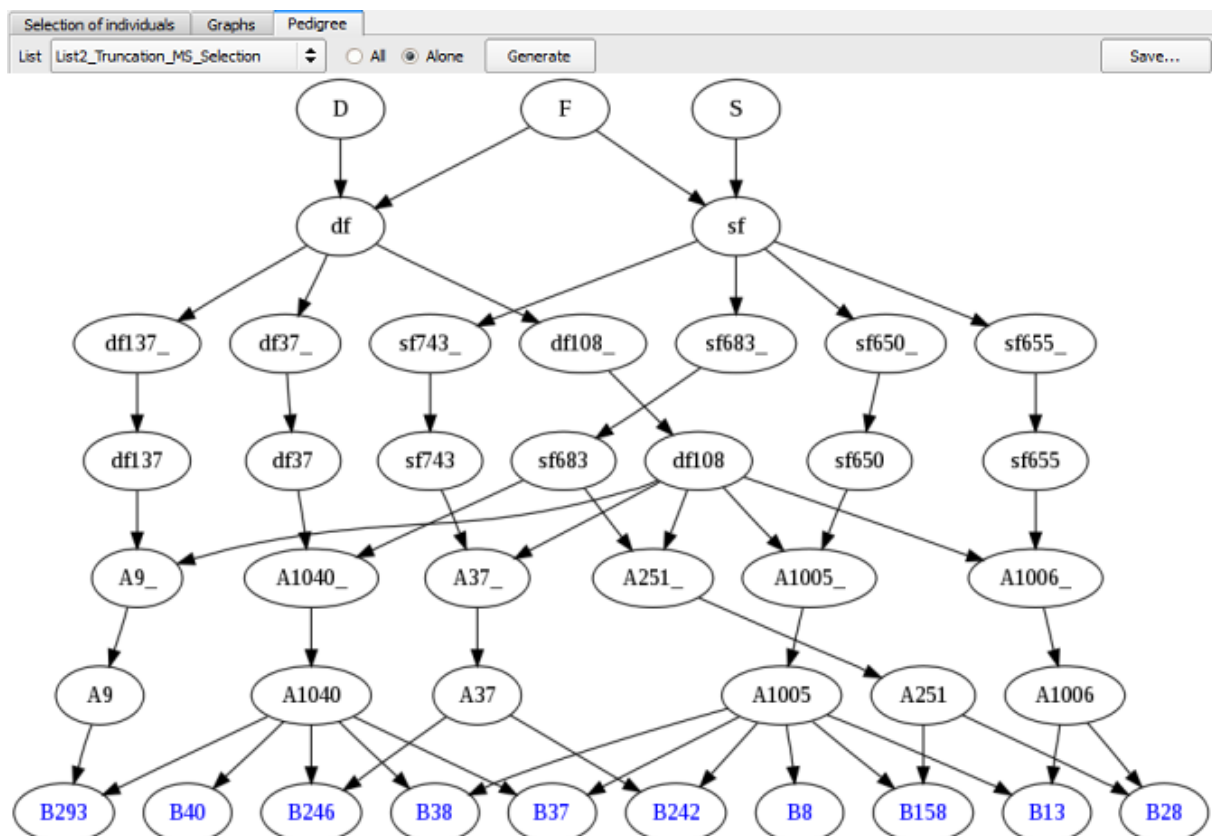 Selection of individuals Graphs Pedigree
List List2_Truncation_MS_Selection All Alone Generate Save...
D F S
df sf
df137_ df37_ sf743_ df108_ sf683_ sf650_ sf655_
df137 df37 sf743 sf683 df108 sf650 sf655
A9_ A1040_ A37_ A251_ A1005_ A1006_
A9 A1040 A37 A1005 A251 A1006
B293 B40 B246 B38 B37 B242 B8 B158 B13 B28